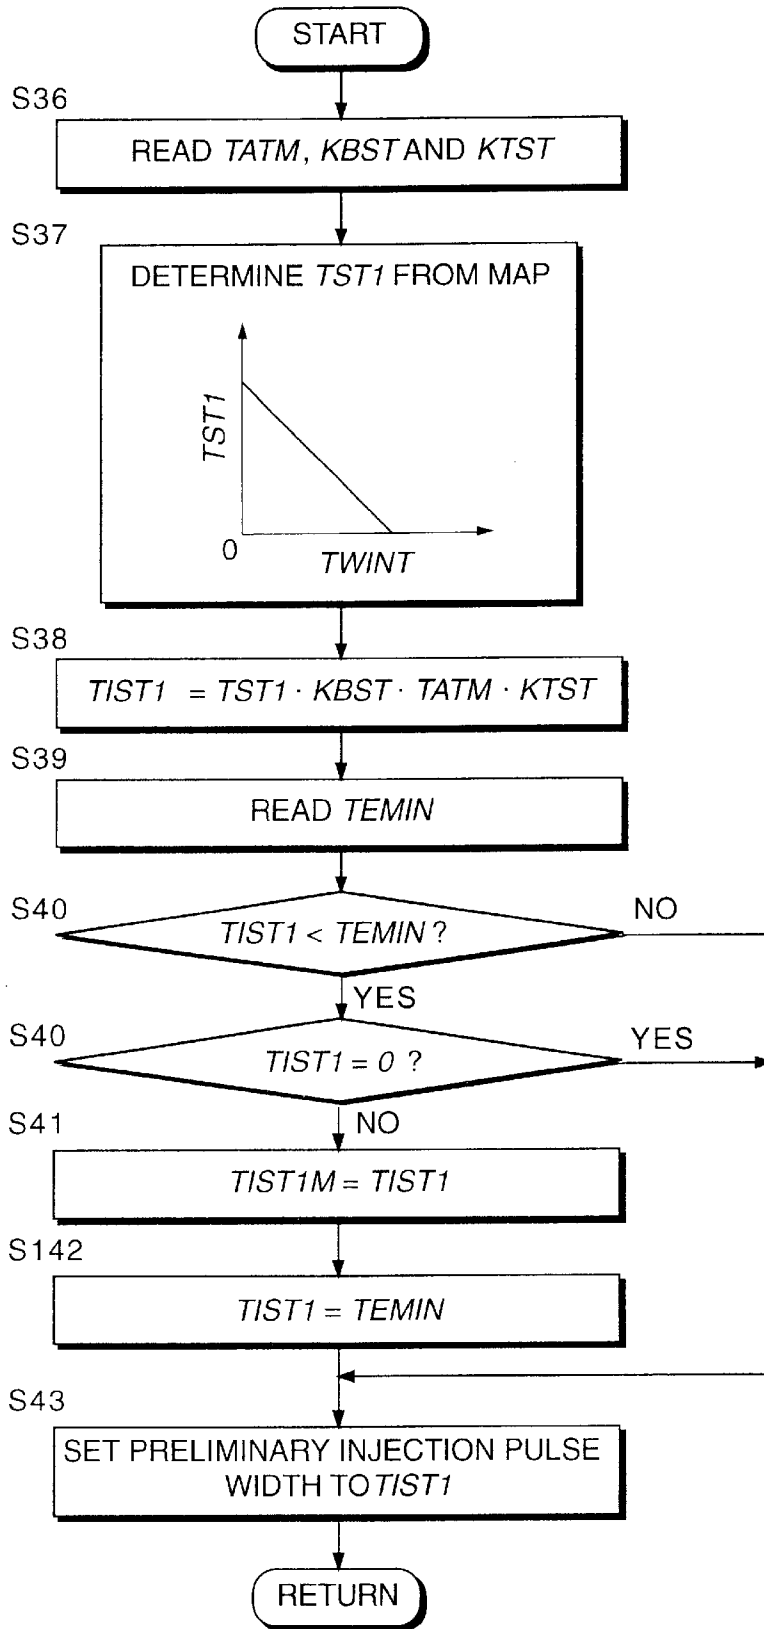 START
S36
READ TATM, KBST AND KTST
S37
DETERMINE TST1 FROM MAP
TST1
0
TWINT
S38
TIST1 = TST1 · KBST · TATM · KTST
S39
READ TEMIN
S40
TIST1 < TEMIN ?
NO
YES
S40
TIST1 = 0 ?
YES
NO
S41
TIST1M = TIST1
S142
TIST1 = TEMIN
S43
SET PRELIMINARY INJECTION PULSE
WIDTH TO TIST1
RETURN